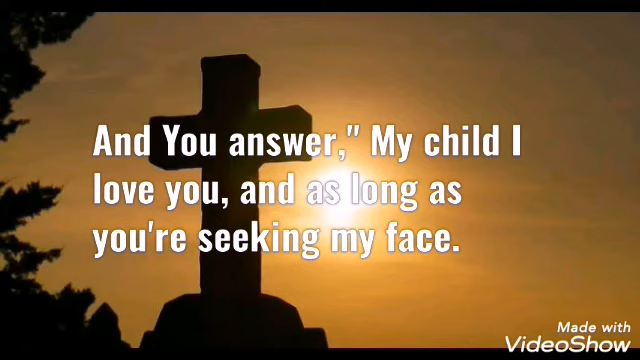 And You answer," My child I
love you, and as long as
you're seeking my face.
Made with
VideoShow